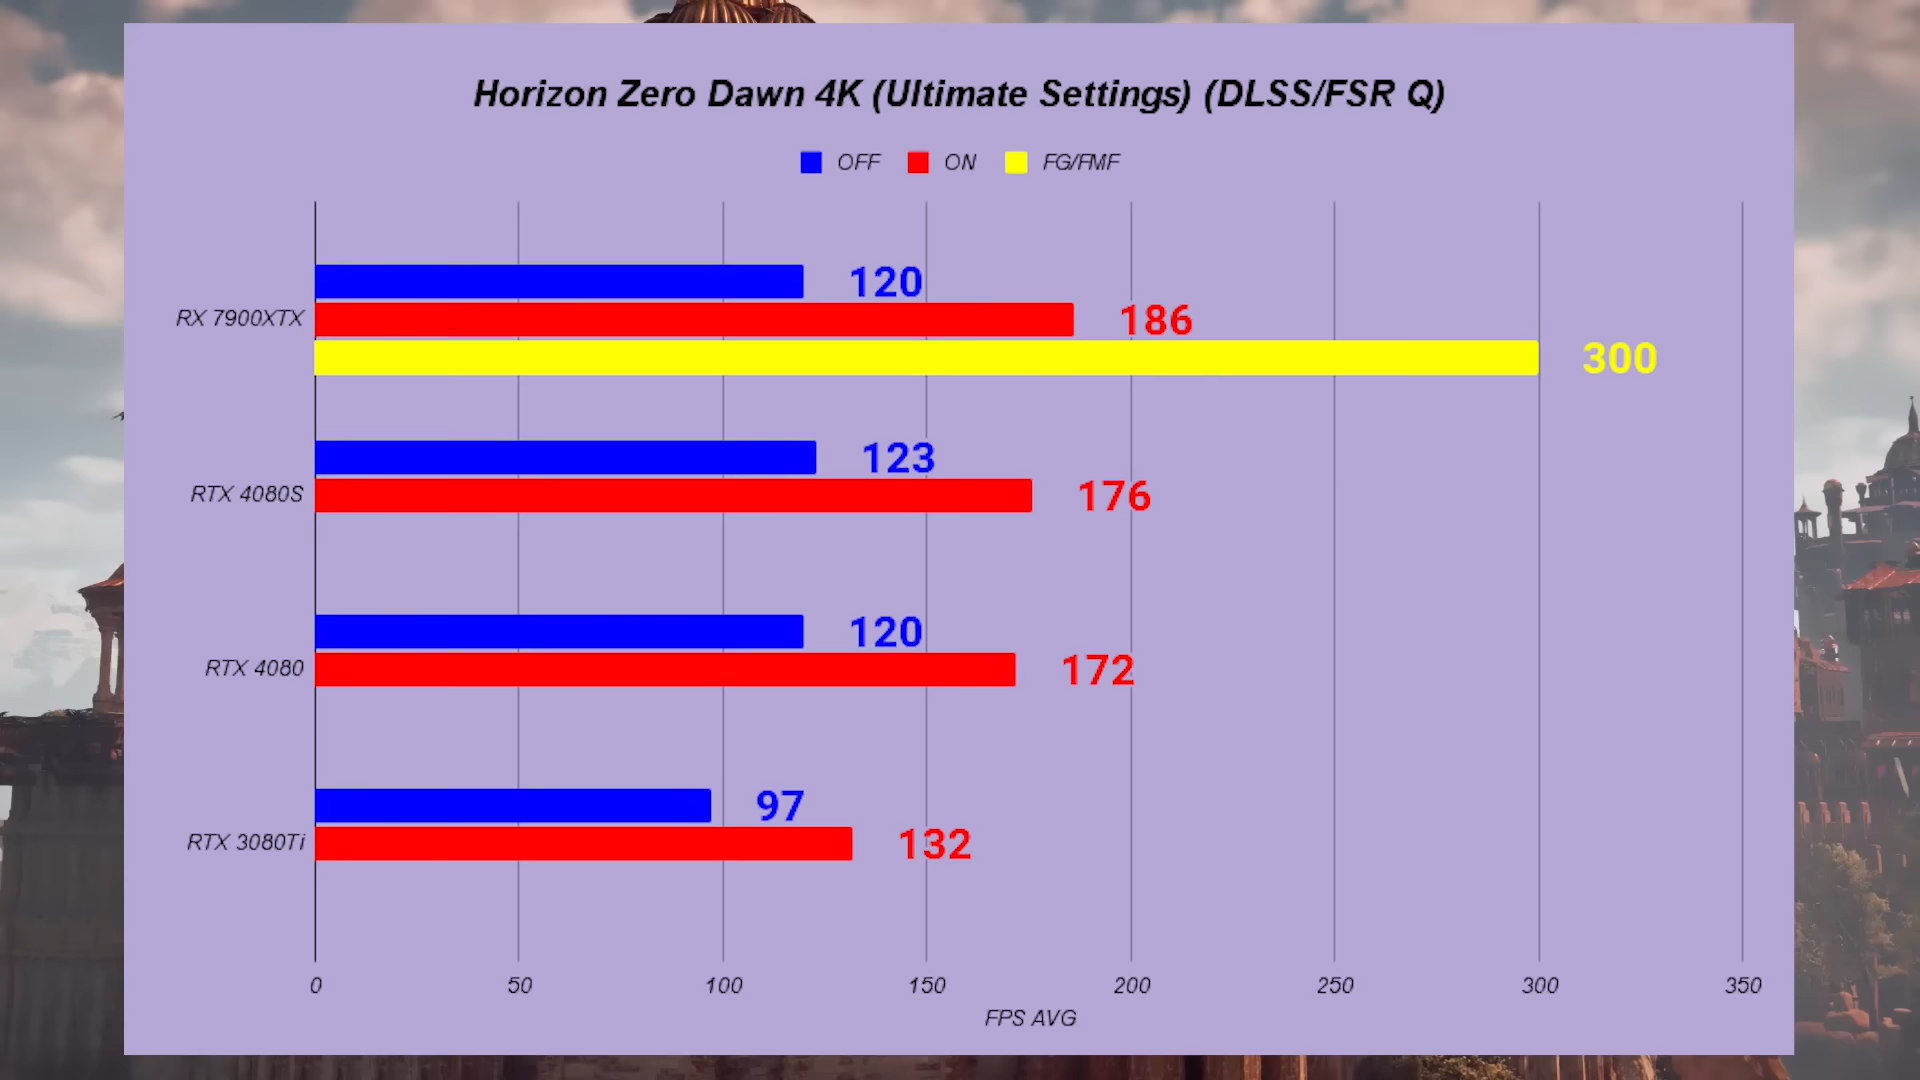 Horizon Zero Dawn 4K (Ultimate Settings) (DLSS/FSR Q)
OFF ON FG/FMF
RX 7900XTX
120
186
300
RTX 4080S
123
176
RTX 4080
120
172
RTX 3080Ti
97
132
0 50 100 150 200 250 300 350
FPS AVG